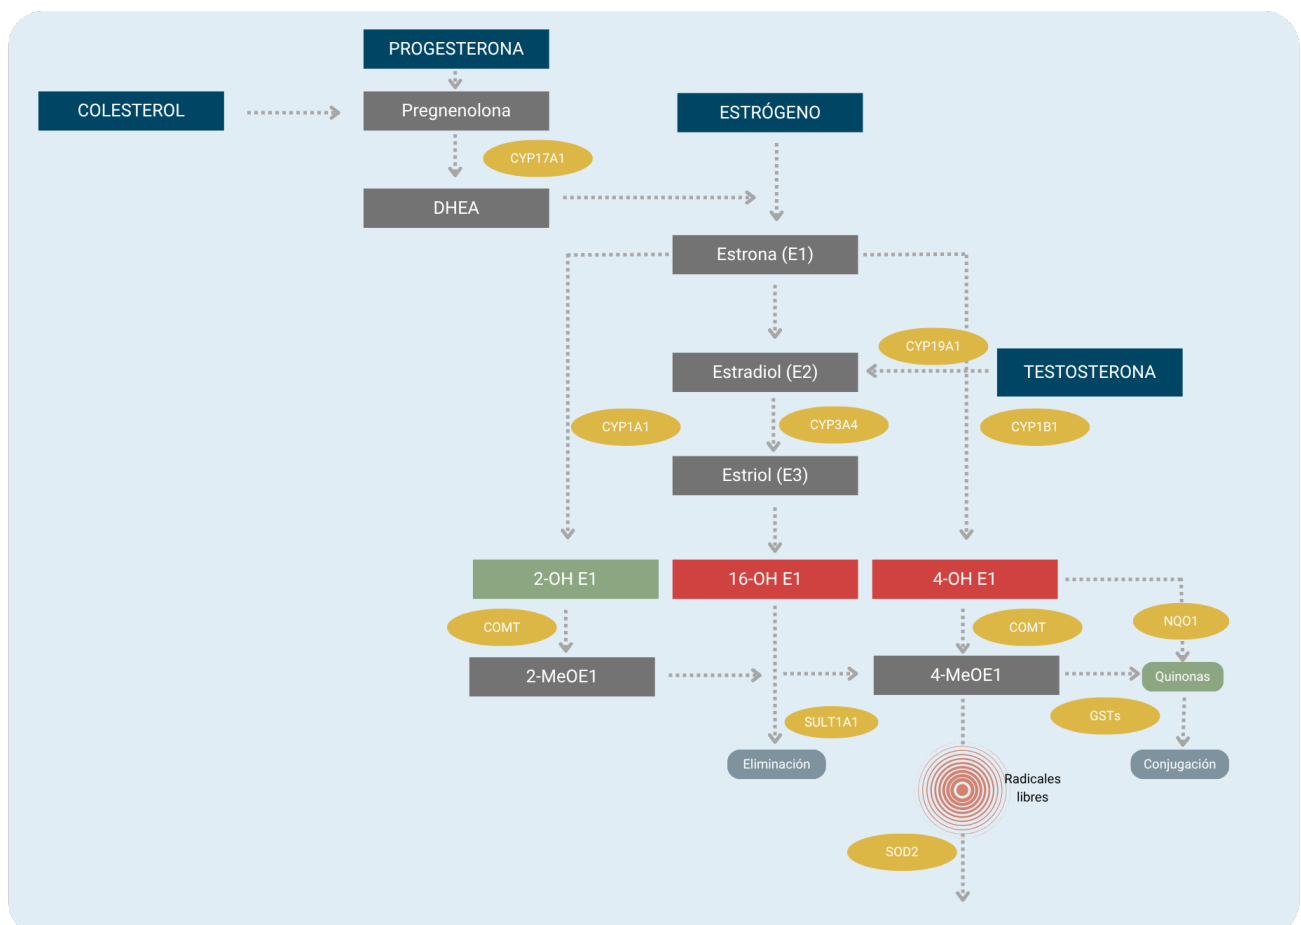 PROGESTERONA
COLESTEROL
Pregnenolona
ESTRÓGENO
CYP17A1
DHEA
Estrona (E1)
CYP19A1
Estradiol (E2)
TESTOSTERONA
CYP1A1
CYP3A4
CYP1B1
Estriol (E3)
2-OH E1
16-OH E1
4-OH E1
COMT
COMT
NQO1
2-MeOE1
4-MeOE1
Quinonas
SULT1A1
GSTs
Eliminación
Conjugación
Radicales
libres
SOD2